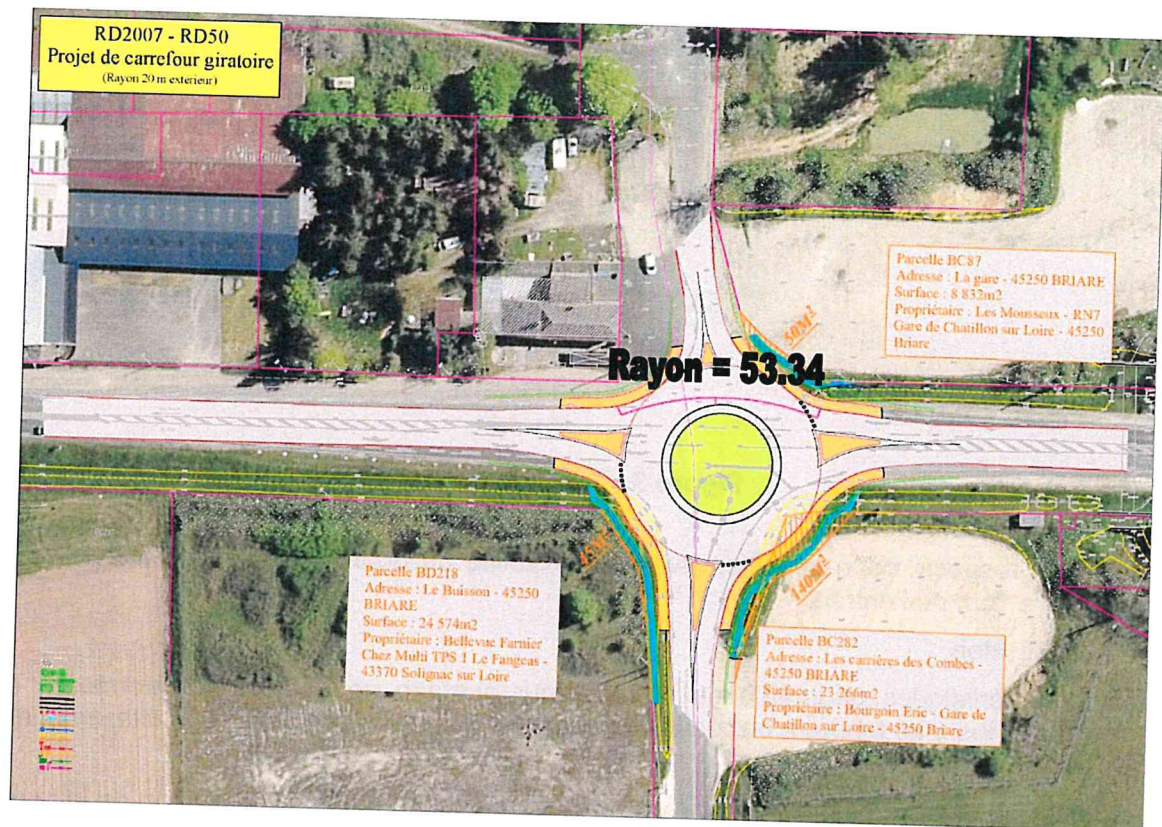 RD2007 - RD50
Projet de carrefour giratoire
(Rayon 20 m exterieur)
Parcelle BC87
Adresse : La gare - 45250 BRIARE
Surface : 8 832m2
Propriétaire : Les Mousseux - RN7
Gare de Chatillon sur Loire - 45250
Briare
50M²
Rayon = 53.34
45M²
140M²
Parcelle BD218
Adresse : Le Buisson - 45250
BRIARE
Surface : 24 574m2
Propriétaire : Bellevue Farnier
Chez Multi TPS 1 Le Fangeas -
43370 Solignac sur Loire
Parcelle BC282
Adresse : Les carrières des Combes -
45250 BRIARE
Surface : 23 266m2
Propriétaire : Bourgoin Eric - Gare de
Chatillon sur Loire - 45250 Briare